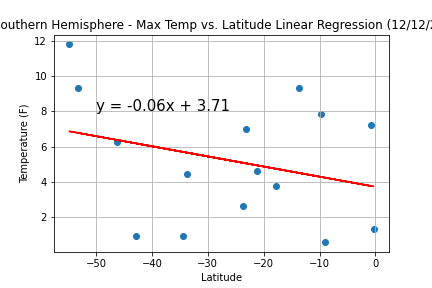 outhern Hemisphere - Max Temp vs. Latitude Linear Regression (12/12/
12
10
8
6
4
2
Temperature (F)
y = -0.06x + 3.71
−50 −40 −30 −20 −10 0
Latitude